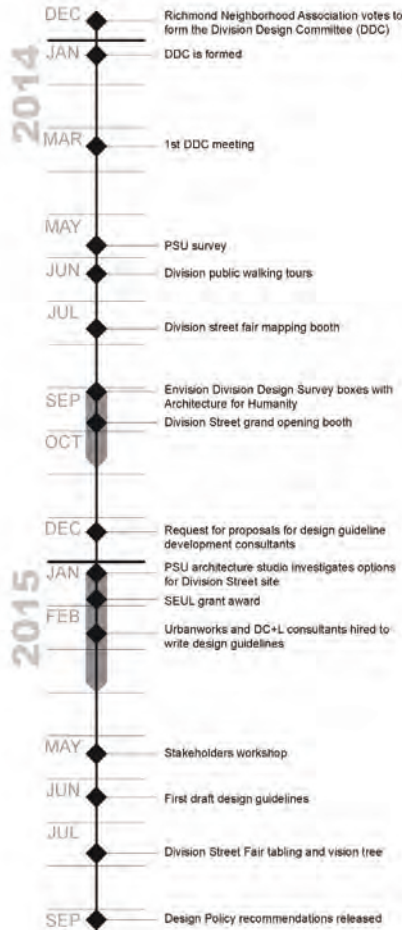 DEC
Richmond Neighborhood Association votes to
form the Division Design Committee (DDC)
2014
JAN
DDC is formed
MAR
1st DDC meeting
MAY
PSU survey
JUN
Division public walking tours
JUL
Division street fair mapping booth
SEP
Envision Division Design Survey boxes with
Architecture for Humanity
Division Street grand opening booth
OCT
DEC
Request for proposals for design guideline
development consultants
2015
JAN
PSU architecture studio investigates options
for Division Street site
SEUL grant award
FEB
Urbanworks and DC+L consultants hired to
write design guidelines
MAY
Stakeholders workshop
JUN
First draft design guidelines
JUL
Division Street Fair tabling and vision tree
SEP
Design Policy recommendations released